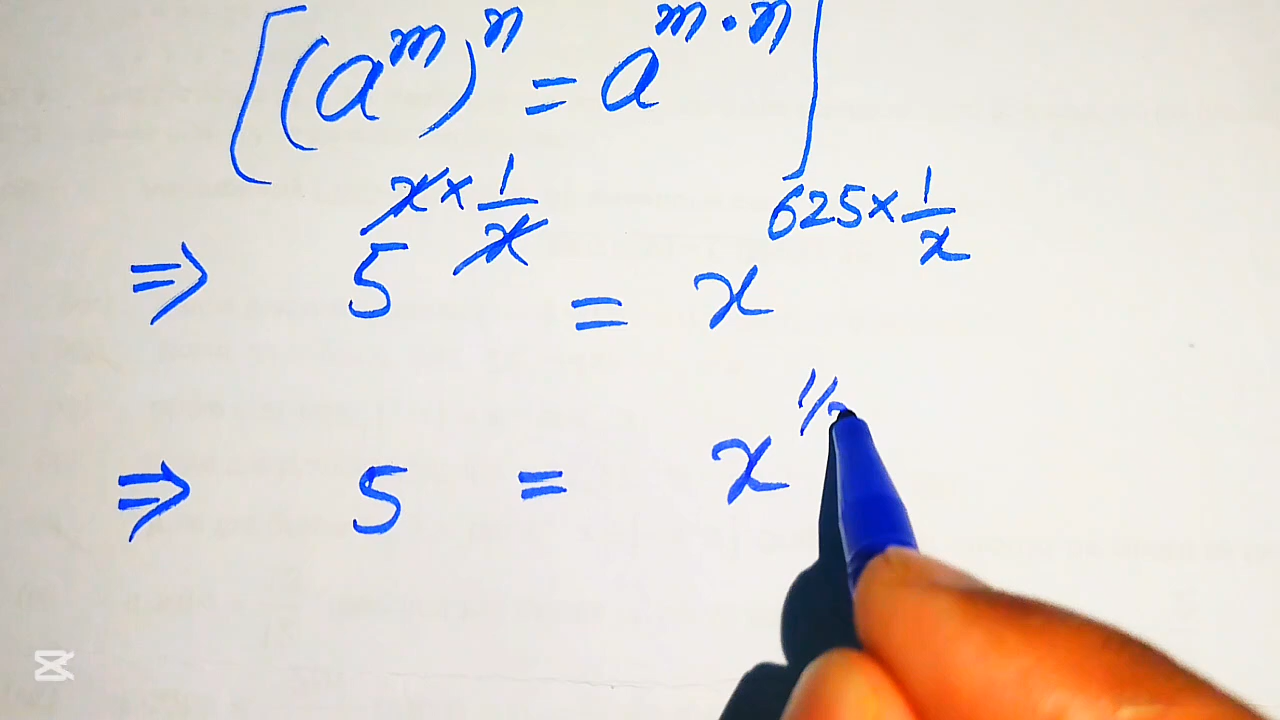 [(a^m)^n = a^{m·n}]
⇒ 5^{x × 1/x} = x^{625 × 1/x}
⇒ 5 = x^{1/